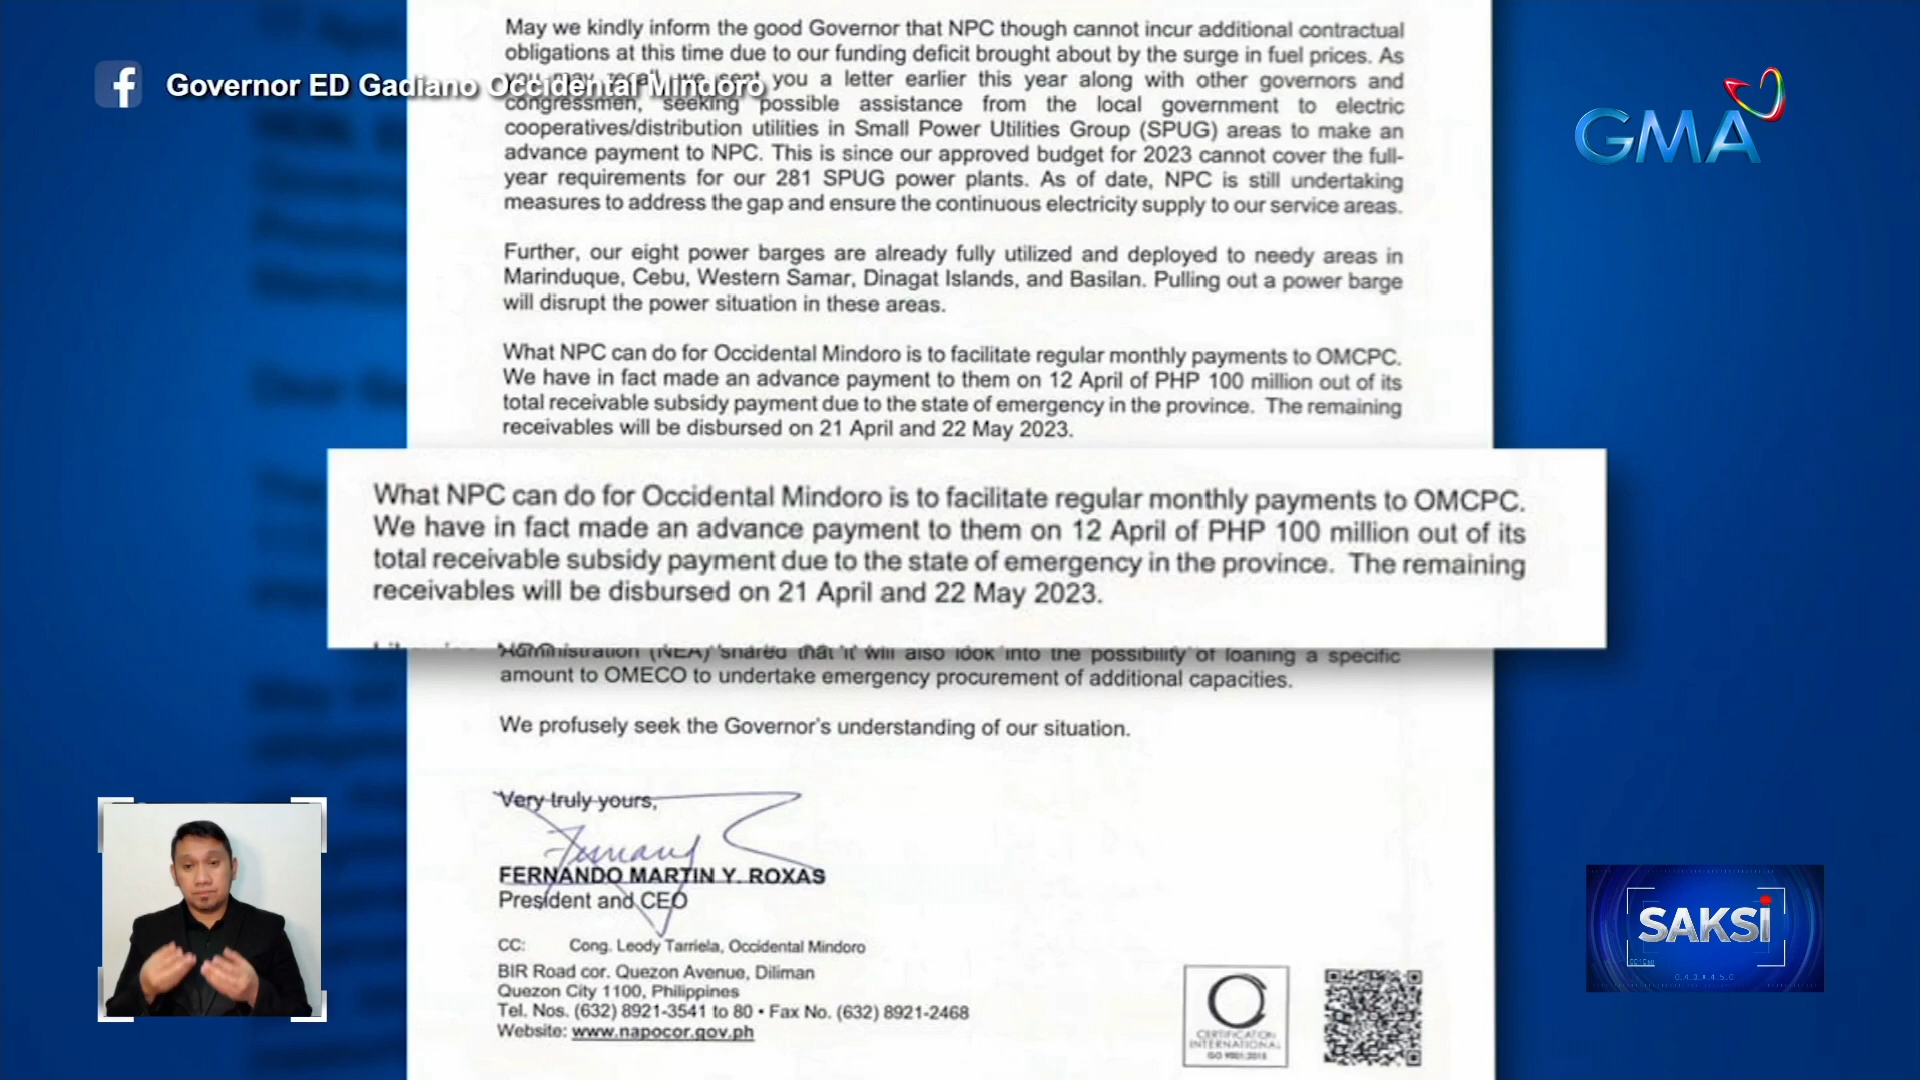 May we kindly inform the good Governor that NPC though cannot incur additional contractual
obligations at this time due to our funding deficit brought about by the surge in fuel prices. As
you a letter earlier this year along with other governors and
Governor ED Gadiano Occidental Mindoro
congressmen, seeking possible assistance from the local government to electric
cooperatives/distribution utilities in Small Power Utilities Group (SPUG) areas to make an
advance payment to NPC. This is since our approved budget for 2023 cannot cover the full-
year requirements for our 281 SPUG power plants. As of date, NPC is still undertaking
measures to address the gap and ensure the continuous electricity supply to our service areas.
GMA
Further, our eight power barges are already fully utilized and deployed to needy areas in
Marinduque, Cebu, Western Samar, Dinagat Islands, and Basilan. Pulling out a power barge
will disrupt the power situation in these areas.
What NPC can do for Occidental Mindoro is to facilitate regular monthly payments to OMCPC.
We have in fact made an advance payment to them on 12 April of PHP 100 million out of its
total receivable subsidy payment due to the state of emergency in the province. The remaining
receivables will be disbursed on 21 April and 22 May 2023.
What NPC can do for Occidental Mindoro is to facilitate regular monthly payments to OMCPC.
We have in fact made an advance payment to them on 12 April of PHP 100 million out of its
total receivable subsidy payment due to the state of emergency in the province. The remaining
receivables will be disbursed on 21 April and 22 May 2023.
Administration (NEA) shared that it will also look into the possibility of loaning a specific
amount to OMECO to undertake emergency procurement of additional capacities.
We profusely seek the Governor's understanding of our situation.
Very truly yours,
FERNANDO MARTIN Y. ROXAS
President and CEO
CC: Cong. Leody Tarriela, Occidental Mindoro
BIR Road cor. Quezon Avenue, Diliman
Quezon City 1100, Philippines
Tel. Nos. (632) 8921-3541 to 80 • Fax No. (632) 8921-2468
Website: www.napocor.gov.ph
CERTIFICATION
INTERNATIONAL
ISO 9001:2015
SAKSI